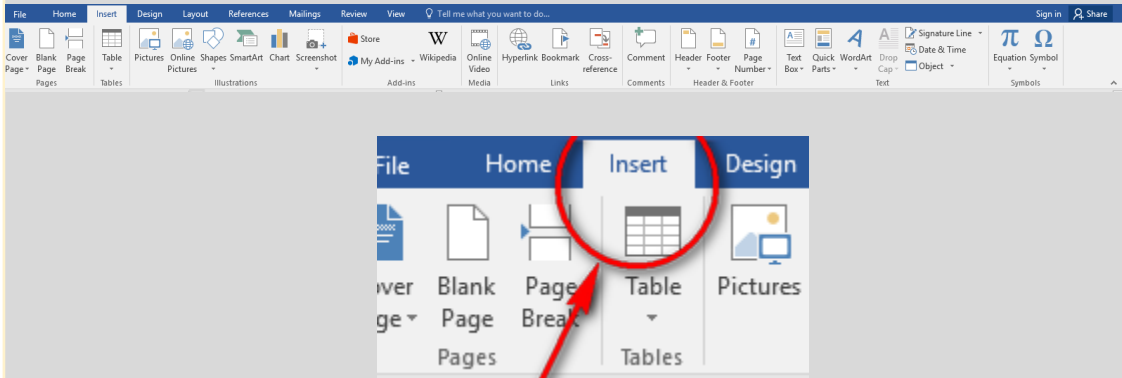 File Home Insert Design Layout References Mailings Review View Tell me what you want to do... Sign in Share
Cover Page Blank Page Page Break Table Pictures Online Pictures Shapes SmartArt Chart Screenshot Store My Add-ins Wikipedia Online Video Hyperlink Bookmark Cross-reference Comment Header Footer Page Number Text Box Quick Parts WordArt Drop Cap Signature Line Date & Time Object Equation Symbol
Pages Tables Illustrations Add-ins Media Links Comments Header & Footer Text Symbols
File Home Insert Design
over Blank Page Table Pictures
ge Page Break
Pages Tables